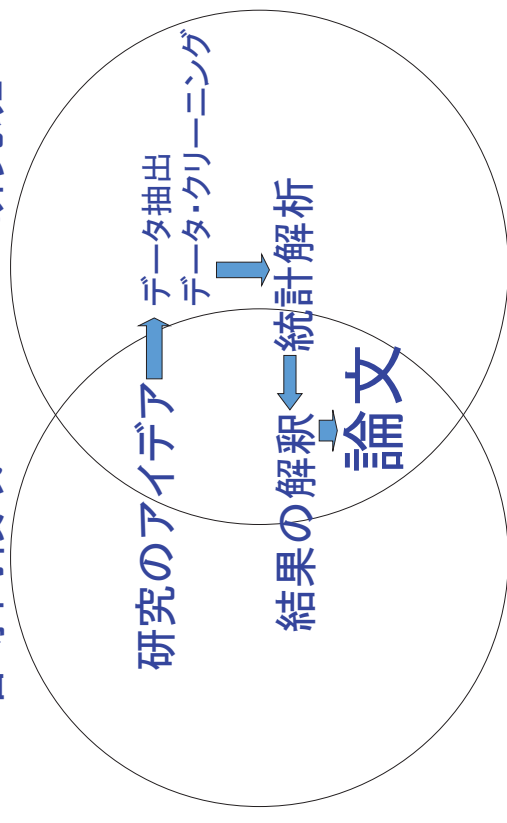 研究のアイデア
データ抽出
データ・クリーニング
統計解析
結果の解釈
論文